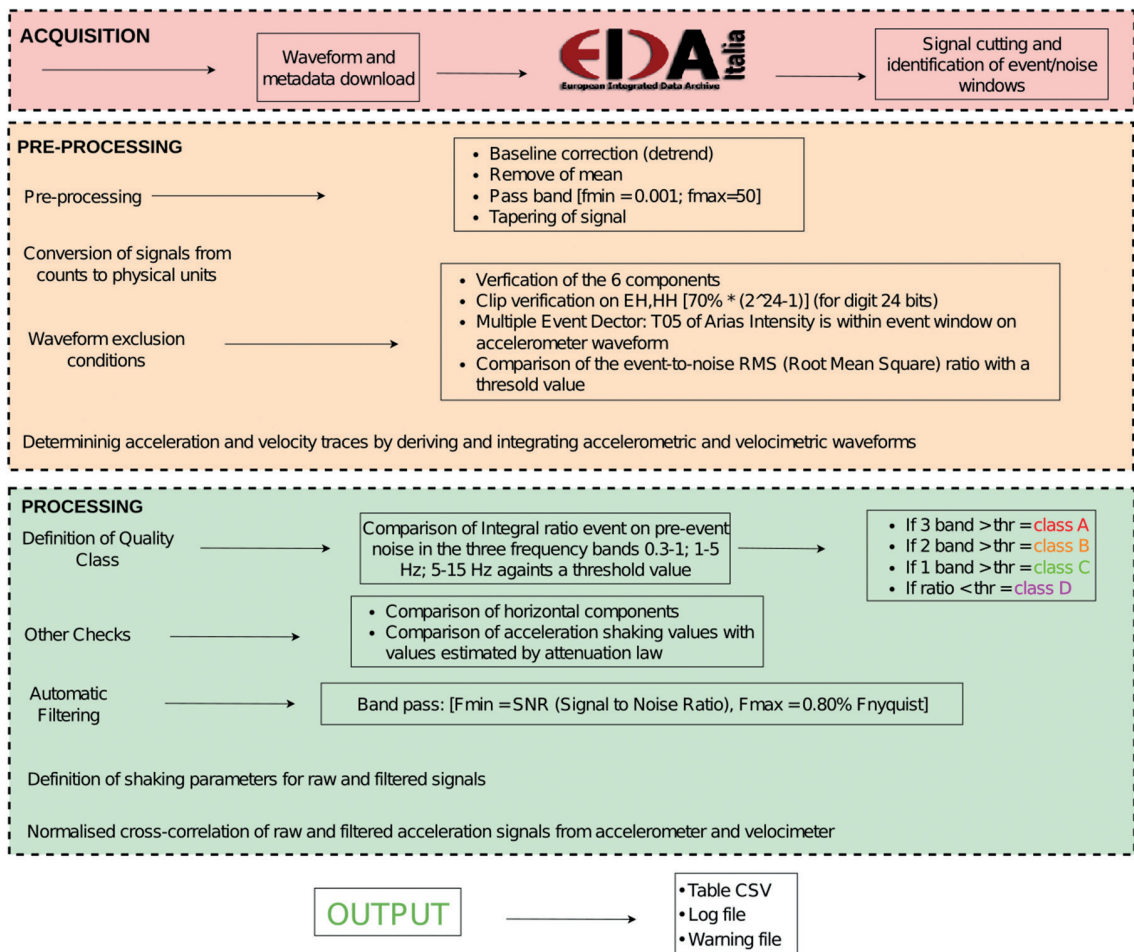 ACQUISITION
Waveform and
metadata download
EIDA
Italia
European Integrated Data Archive
Signal cutting and
identification of event/noise
windows
PRE-PROCESSING
Pre-processing
• Baseline correction (detrend)
• Remove of mean
• Pass band [fmin = 0.001; fmax=50]
• Tapering of signal
Conversion of signals from
counts to physical units
Waveform exclusion
conditions
• Verfication of the 6 components
• Clip verification on EH,HH [70% * (2^24-1)] (for digit 24 bits)
• Multiple Event Dector: T05 of Arias Intensity is within event window on
accelerometer waveform
• Comparison of the event-to-noise RMS (Root Mean Square) ratio with a
thresold value
Determininig acceleration and velocity traces by deriving and integrating accelerometric and velocimetric waveforms
PROCESSING
Definition of Quality
Class
Comparison of Integral ratio event on pre-event
noise in the three frequency bands 0.3-1; 1-5
Hz; 5-15 Hz againts a threshold value
• If 3 band > thr = class A
• If 2 band > thr = class B
• If 1 band > thr = class C
• If ratio < thr = class D
Other Checks
• Comparison of horizontal components
• Comparison of acceleration shaking values with
values estimated by attenuation law
Automatic
Filtering
Band pass: [Fmin = SNR (Signal to Noise Ratio), Fmax = 0.80% Fnyquist]
Definition of shaking parameters for raw and filtered signals
Normalised cross-correlation of raw and filtered acceleration signals from accelerometer and velocimeter
OUTPUT
• Table CSV
• Log file
• Warning file